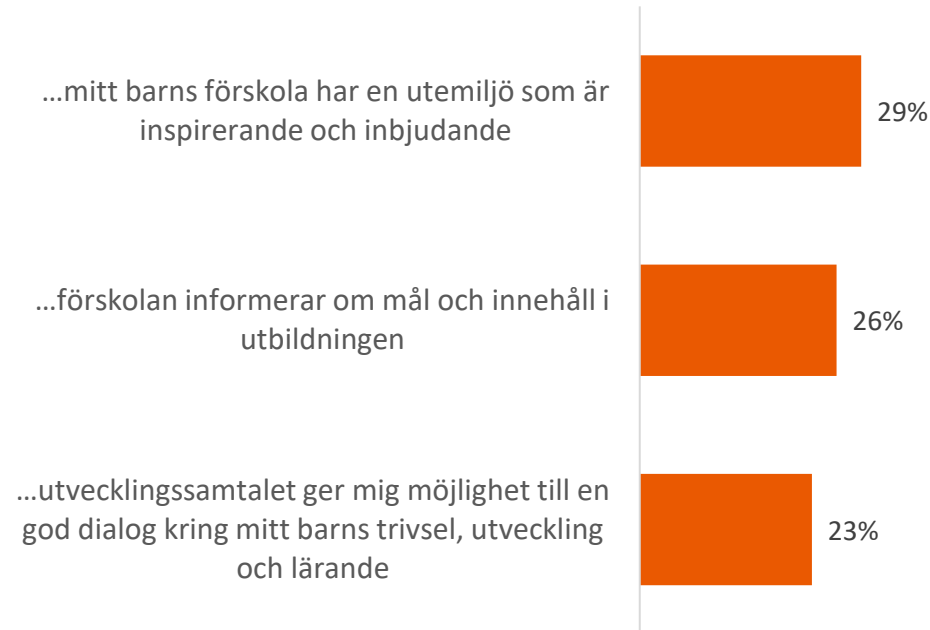 …mitt barns förskola har en utemiljö som är
inspirerande och inbjudande
29%
…förskolan informerar om mål och innehåll i
utbildningen
26%
…utvecklingssamtalet ger mig möjlighet till en
god dialog kring mitt barns trivsel, utveckling
och lärande
23%